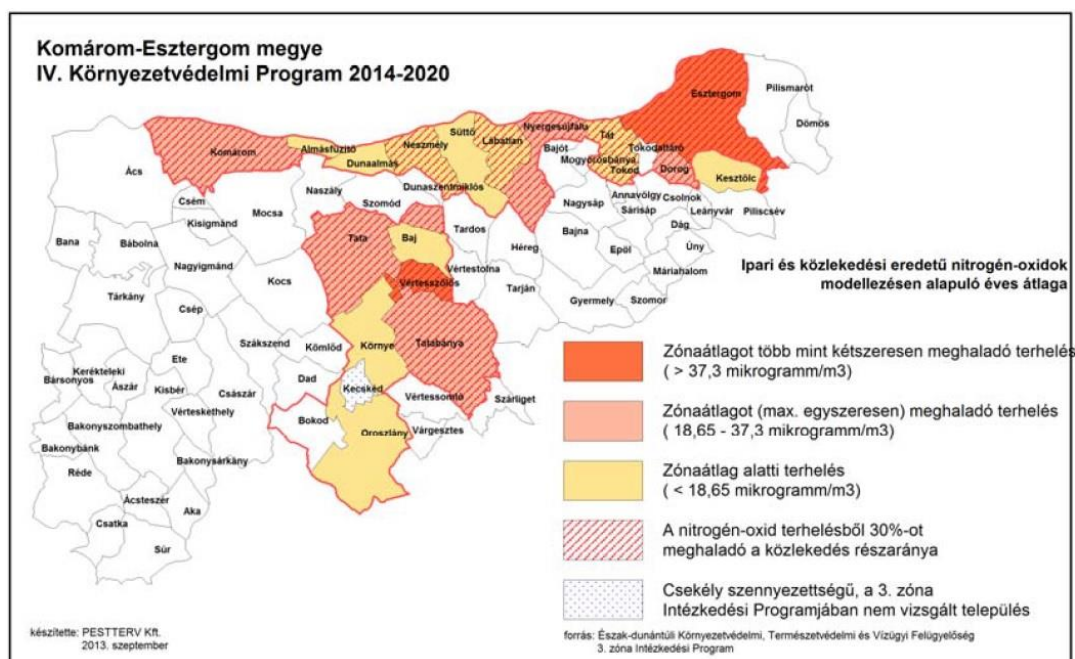 Komárom-Esztergom megye
IV. Környezetvédelmi Program 2014-2020
Esztergom
Pilismarót
Dömös
Komárom
Almásfüzitő
Dunaalmás
Neszmély
Süttő
Lábatlan
Nyergesújfalu
Bajót
Tát
Tokodaltáró
Mogyorósbánya
Tokod
Dorog
Kesztölc
Ács
Csém
Kisigmánd
Mocsa
Naszály
Szomód
Dunaszentmiklós
Nagysáp
Annavölgy
Sárisáp
Csolnok
Leányvár
Piliscsév
Bana
Bábolna
Nagyigmánd
Kocs
Tata
Baj
Tardos
Vértestolna
Héreg
Bajna
Epöl
Dág
Úny
Máriahalom
Tárkány
Csép
Vértesszőlős
Tarján
Gyermely
Szomor
Ete
Szákszend
Kömlőd
Környe
Tatabánya
Kerékteleki
Bársonyos
Ászár
Kisbér
Császár
Dad
Kecskéd
Vértessomló
Szárliget
Vérteskethely
Bakonyszombathely
Bokod
Oroszlány
Várgesztes
Bakonybánk
Bakonysárkány
Réde
Ácsteszér
Aka
Csatka
Súr
Ipari és közlekedési eredetű nitrogén-oxidok
modellezésen alapuló éves átlaga
Zónaátlagot több mint kétszeresen meghaladó terhelés
( > 37,3 mikrogramm/m3)
Zónaátlagot (max. egyszeresen) meghaladó terhelés
( 18,65 - 37,3 mikrogramm/m3)
Zónaátlag alatti terhelés
( < 18,65 mikrogramm/m3)
A nitrogén-oxid terhelésből 30%-ot
meghaladó a közlekedés részaránya
Csekély szennyezettségű, a 3. zóna
Intézkedési Programjában nem vizsgált település
készítette: PESTTERV Kft.
2013. szeptember
forrás: Észak-dunántúli Környezetvédelmi, Természetvédelmi és Vízügyi Felügyelőség
3. zóna Intézkedési Program